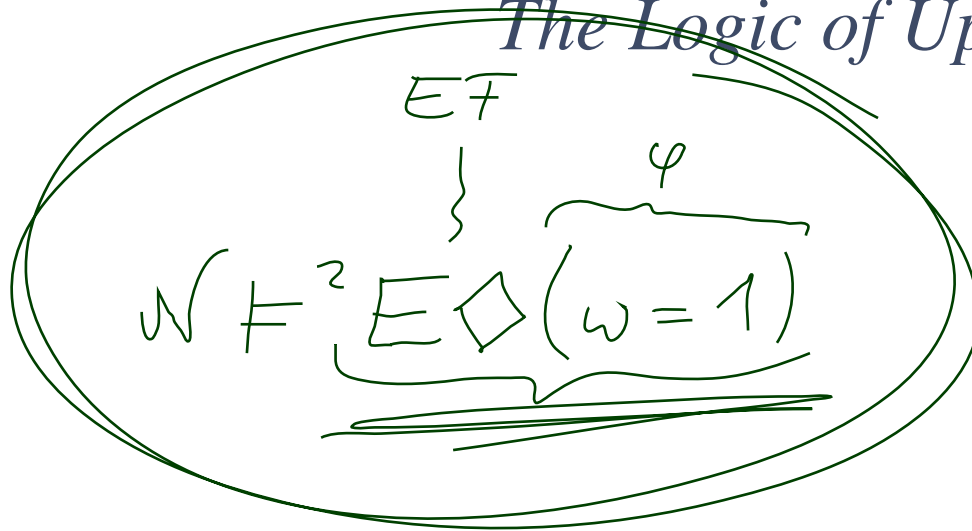 The Logic of Up
EF
φ
𝒩 ⊨² E◇(ω = 1)